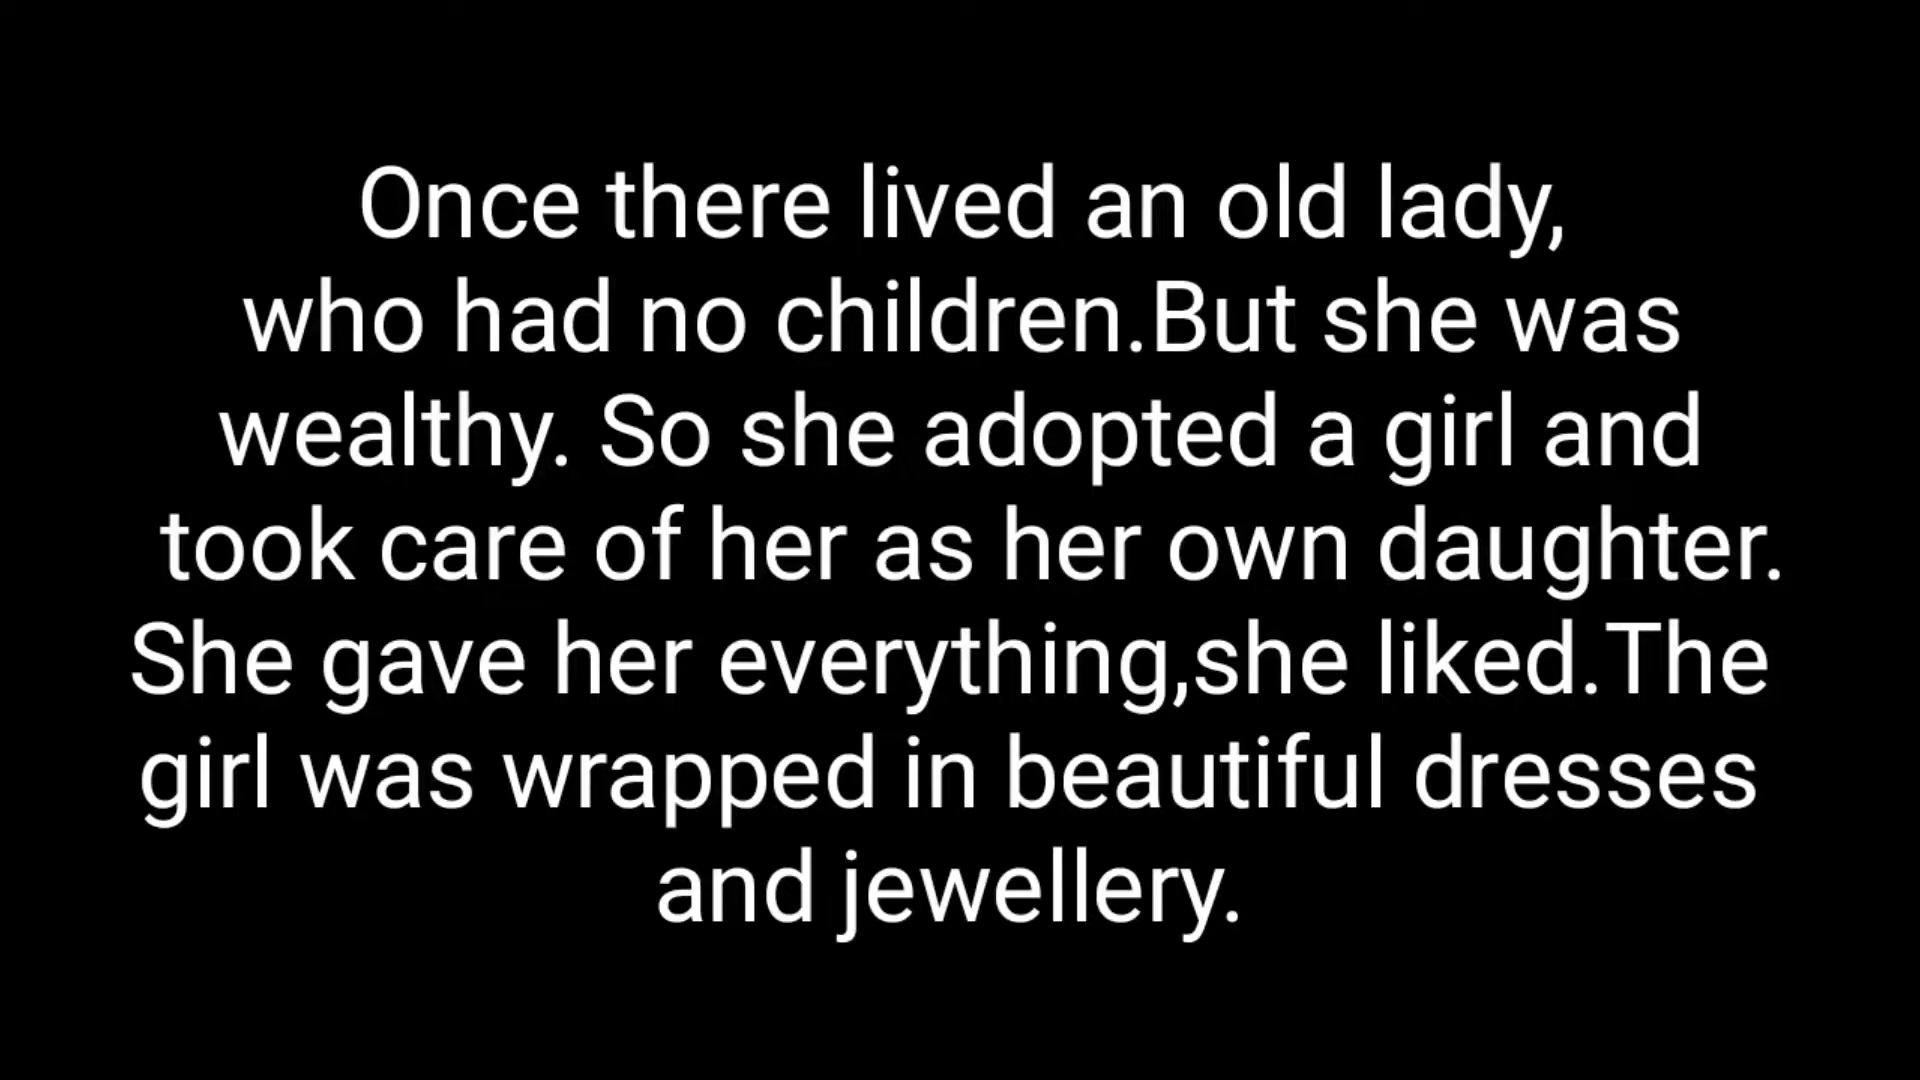 Once there lived an old lady,
who had no children.But she was
wealthy. So she adopted a girl and
took care of her as her own daughter.
She gave her everything,she liked.The
girl was wrapped in beautiful dresses
and jewellery.